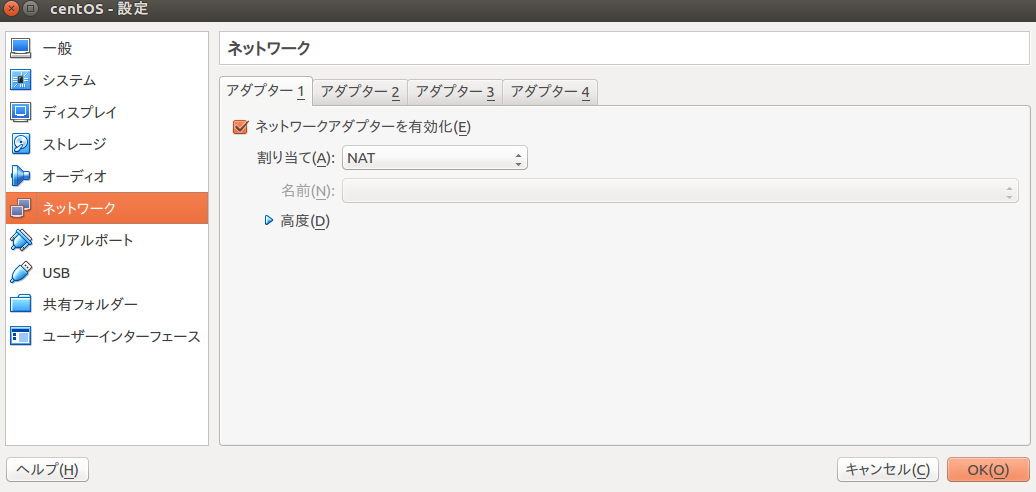 centOS - 設定
一般
システム
ディスプレイ
ストレージ
オーディオ
ネットワーク
シリアルポート
USB
共有フォルダー
ユーザーインターフェース
ネットワーク
アダプター 1 アダプター 2 アダプター 3 アダプター 4
ネットワークアダプターを有効化(E)
割り当て(A): NAT
名前(N):
高度(D)
ヘルプ(H) キャンセル(C) OK(O)